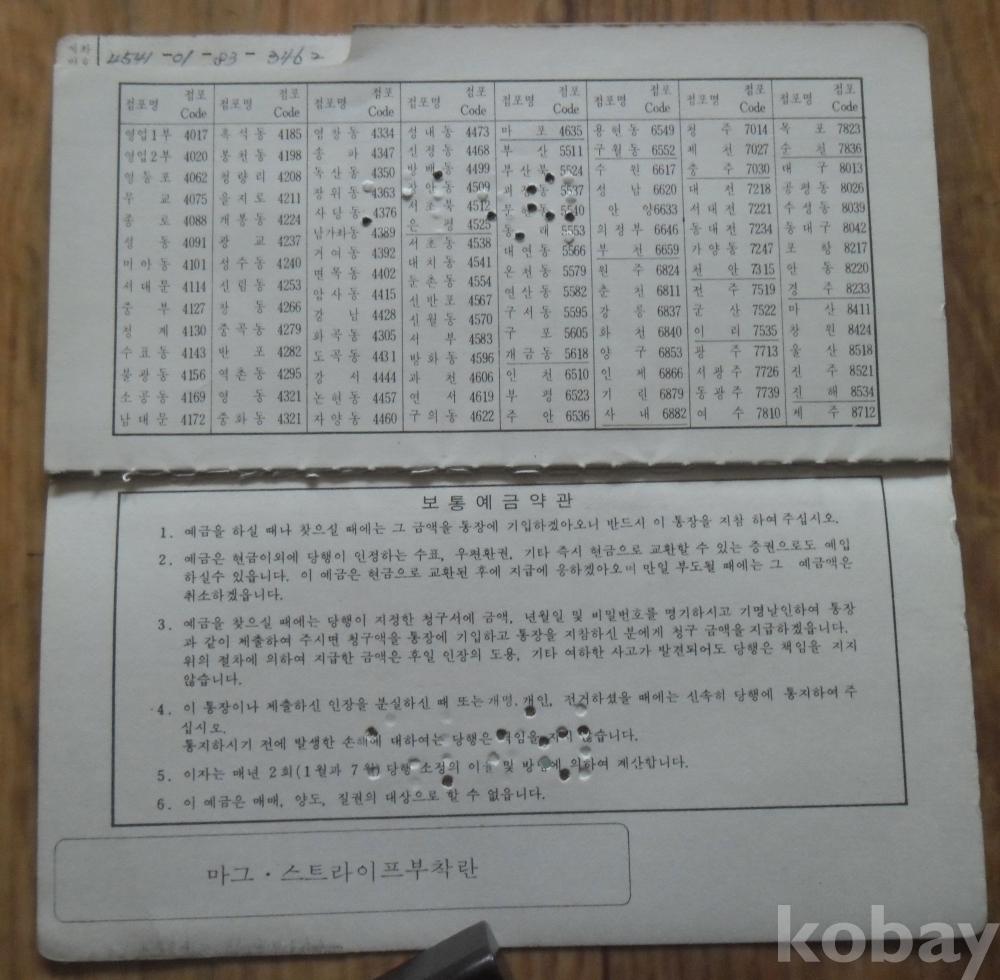 4541-01-83-3462
점포명 점포 Code 점포명 점포 Code 점포명 점포 Code 점포명 점포 Code 점포명 점포 Code 점포명 점포 Code 점포명 점포 Code 점포명 점포 Code
영업1부 4017 흑석동 4185 영창동 4334 성내동 4473 마포 4635 용현동 6549 청주 7014 목포 7823
영업2부 4020 봉천동 4198 송파 4347 신정동 4468 부산 5511 구월동 6552 제천 7027 순천 7836
영등포 4062 청량리 4208 독산동 4350 방배동 4499 부산북 5524 수원 6617 충주 7030 대구 8013
무교 4075 을지로 4211 장위동 4363 장안동 4509 괴정동 5537 성남 6620 대전 7218 공평동 8026
종로 4088 개봉동 4224 사당동 4376 서초북 4512 문현동 5540 안양 6633 서대전 7221 수성동 8039
성동 4091 광교 4237 남가좌동 4389 은평 4525 동래 5553 의정부 6646 동대전 7234 동대구 8042
미아동 4101 성수동 4240 거여동 4392 서초동 4538 대연동 5566 부천 6659 가양동 7247 포항 8217
서대문 4114 신림동 4253 면목동 4402 대치동 4541 온천동 5579 원주 6824 천안 7315 안동 8220
중부 4127 창동 4266 암사동 4415 둔촌동 4554 연산동 5582 춘천 6811 전주 7519 경주 8233
청계 4130 중곡동 4279 강남 4428 신반포 4567 구서동 5595 강릉 6837 군산 7522 마산 8411
수표동 4143 반포 4282 화곡동 4305 신월동 4570 구포 5605 화천 6840 이리 7535 창원 8424
불광동 4156 역촌동 4295 도곡동 4431 서부 4583 개금동 5618 양구 6853 광주 7713 울산 8518
소공동 4169 영동 4321 강서 4444 방화동 4596 인천 6510 인제 6866 서광주 7726 진주 8521
남대문 4172 중화동 4321 논현동 4457 과천 4606 부평 6523 기린 6879 동광주 7739 진해 8534
자양동 4460 연서 4619 주안 6536 사내 6882 여수 7810 제주 8712
구의동 4622
보통예금약관
1. 예금을 하실 때나 찾으실 때에는 그 금액을 통장에 기입하겠아오니 반드시 이 통장을 지참 하여 주십시오.
2. 예금은 현금이외에 당행이 인정하는 수표, 우편환권, 기타 즉시 현금으로 교환할 수 있는 증권으로도 예입
하실수 있읍니다. 이 예금은 현금으로 교환된 후에 지급에 응하겠아오며 만일 부도될 때에는 그 예금액은
취소하겠읍니다.
3. 예금을 찾으실 때에는 당행이 지정한 청구서에 금액, 년월일 및 비밀번호를 명기하시고 기명날인하여 통장
과 같이 제출하여 주시면 청구액을 통장에 기입하고 통장을 지참하신 분에게 청구 금액을 지급하겠읍니다.
위의 절차에 의하여 지급한 금액은 후일 인장의 도용, 기타 여하한 사고가 발견되어도 당행은 책임을 지지
않습니다.
4. 이 통장이나 제출하신 인장을 분실하신 때 또는 개명, 개인, 전거하셨을 때에는 신속히 당행에 통지하여 주
십시오.
통지하시기 전에 발생한 손해에 대하여는 당행은 책임을 지지 않습니다.
5. 이자는 매년 2회(1월과 7월) 당행 소정의 이율 및 방법에 의하여 계산합니다.
6. 이 예금은 매매, 양도, 질권의 대상으로 할 수 없읍니다.
마그·스트라이프부착란
kobay